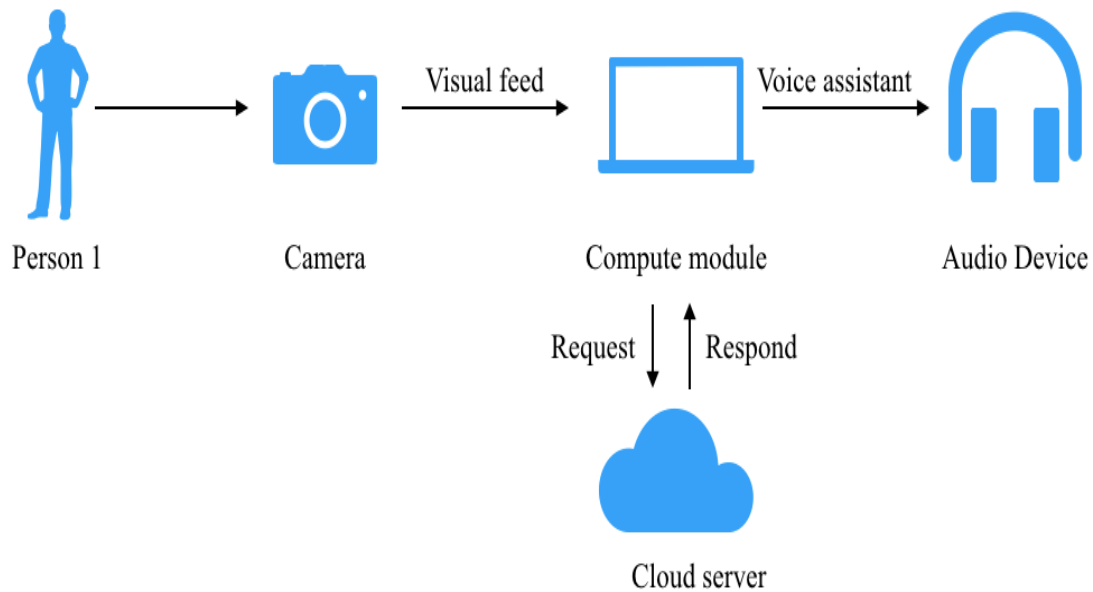 Visual feed
Voice assistant
Person 1
Camera
Compute module
Audio Device
Request
Respond
Cloud server